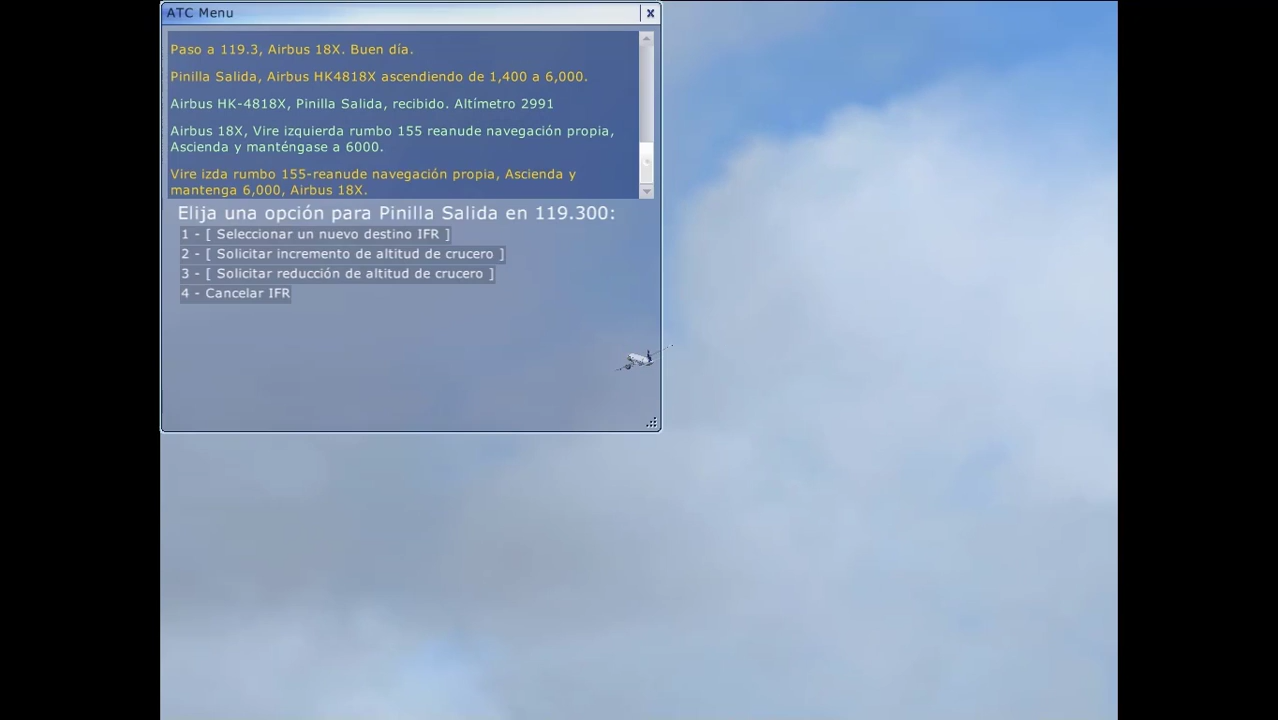 ATC Menu
x
Paso a 119.3, Airbus 18X. Buen día.
Pinilla Salida, Airbus HK4818X ascendiendo de 1,400 a 6,000.
Airbus HK-4818X, Pinilla Salida, recibido. Altímetro 2991
Airbus 18X, Vire izquierda rumbo 155 reanude navegación propia,
Ascienda y manténgase a 6000.
Vire izda rumbo 155-reanude navegación propia, Ascienda y
mantenga 6,000, Airbus 18X.
Elija una opción para Pinilla Salida en 119.300:
1 - [ Seleccionar un nuevo destino IFR ]
2 - [ Solicitar incremento de altitud de crucero ]
3 - [ Solicitar reducción de altitud de crucero ]
4 - Cancelar IFR